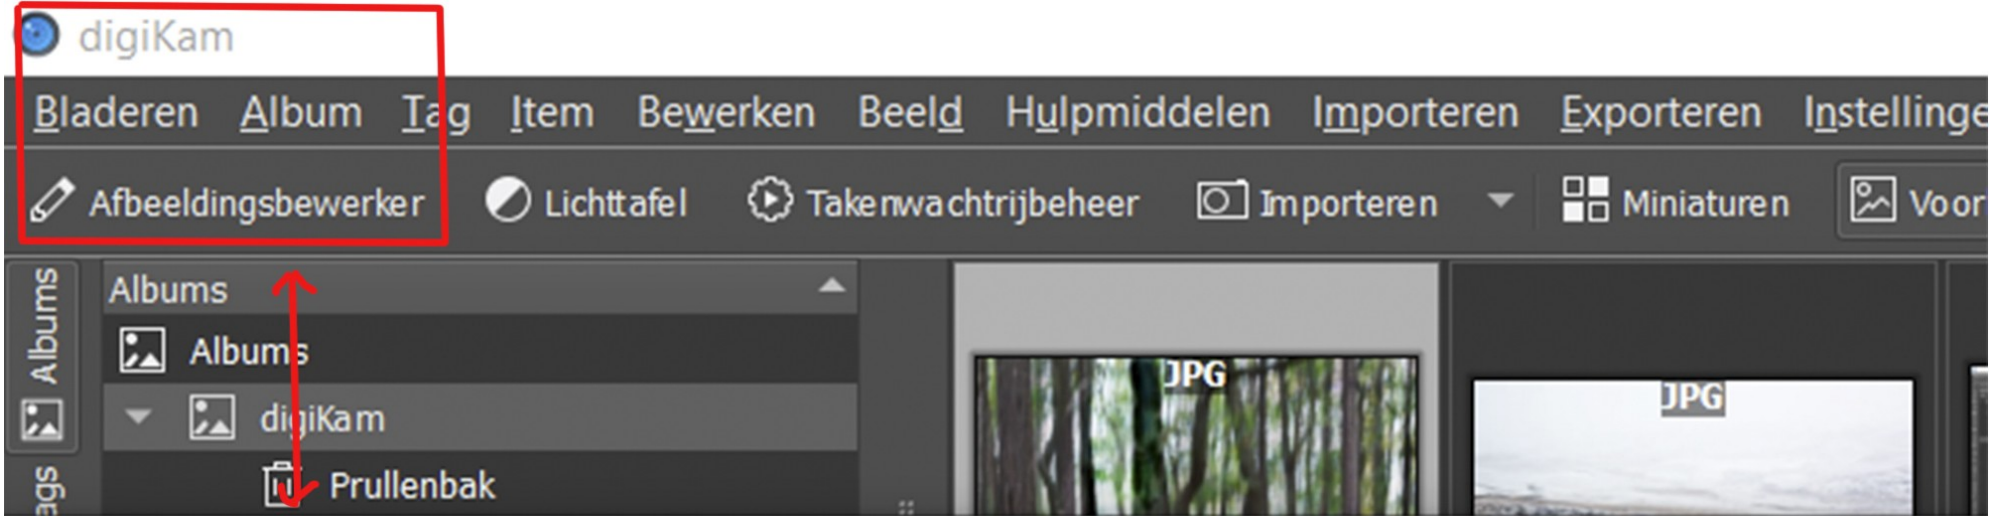 digiKam
Bladeren Album Tag Item Bewerken Beeld Hulpmiddelen Importeren Exporteren Instellinge
Afbeeldingsbewerker Lichttafel Takenwachtrijbeheer Importeren Miniaturen Voor
Albums
Albums
Albums
digiKam
Prullenbak
ags
JPG
JPG